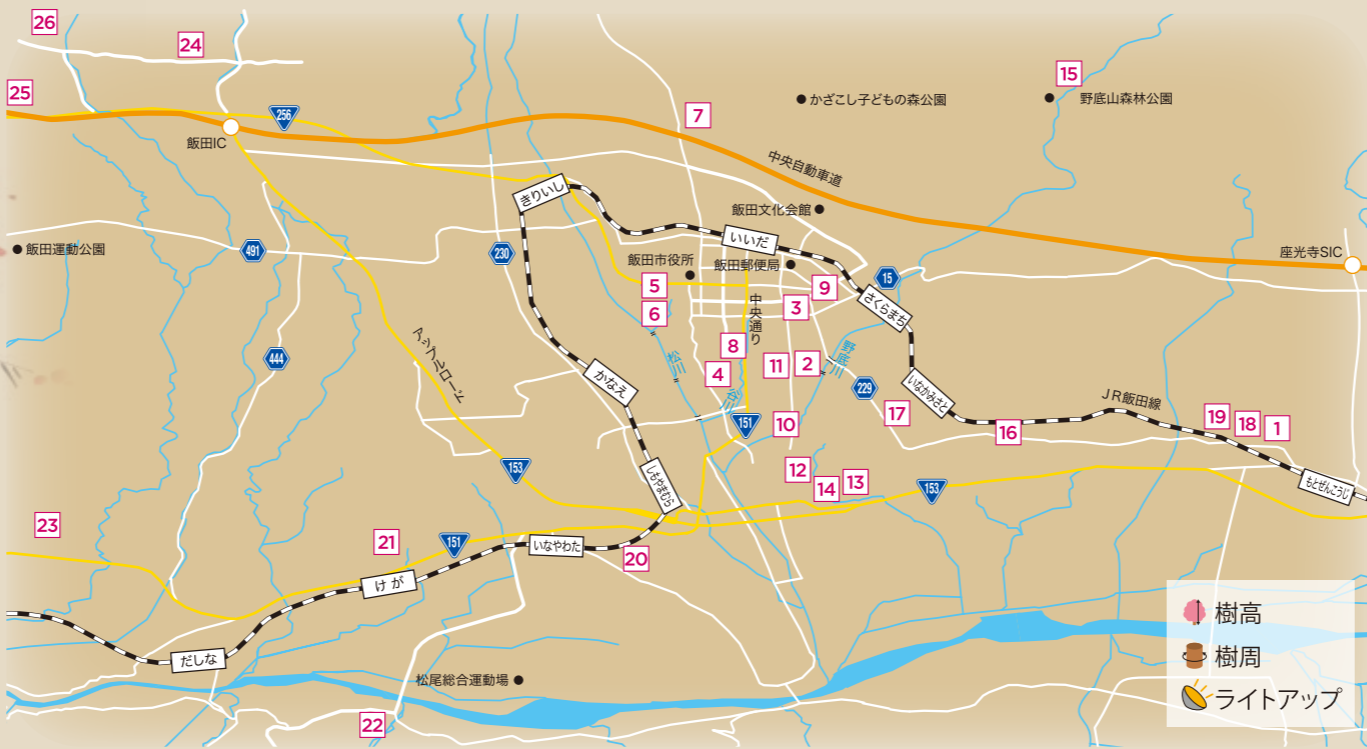 26
24
15
25
256
7
かざこし子どもの森公園
野底山森林公園
飯田IC
中央自動車道
きりいし
飯田文化会館
いいだ
飯田運動公園
491
230
飯田市役所
飯田郵便局
座光寺SIC
15
5
9
さくらまち
6
中央通り
3
アップルロード
444
松川
8
野底川
4
谷川
11
2
かなえ
いなかみさと
229
JR飯田線
17
151
10
16
19
18
1
153
しもやまむら
12
14
13
153
もとぜんこうじ
23
21
151
いなやわた
20
けが
だしな
松尾総合運動場
22
樹高
樹周
ライトアップ